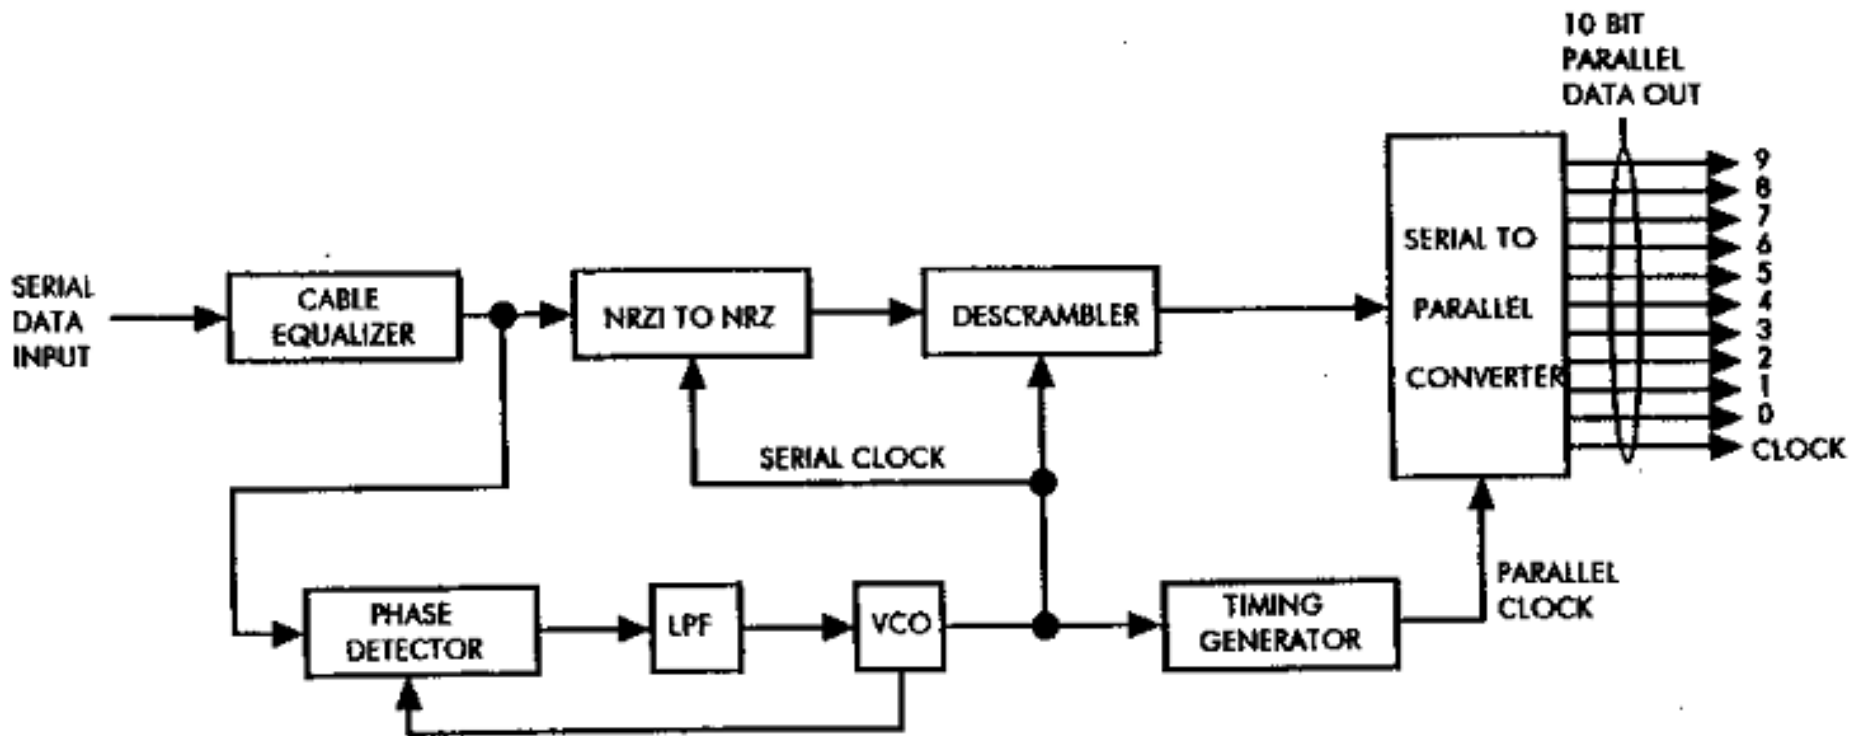 10 BIT
PARALLEL
DATA OUT
9
8
7
6
5
4
3
2
1
0
CLOCK
SERIAL TO
PARALLEL
CONVERTER
SERIAL
DATA
INPUT
CABLE
EQUALIZER
NRZI TO NRZ
DESCRAMBLER
SERIAL CLOCK
PHASE
DETECTOR
LPF
VCO
TIMING
GENERATOR
PARALLEL
CLOCK